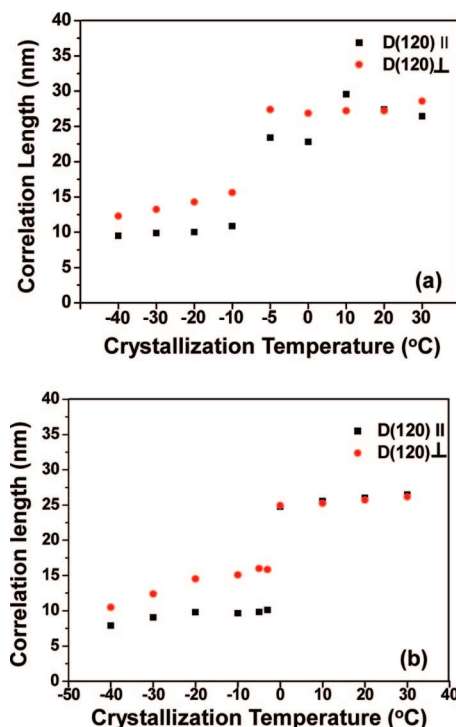 40
35
30
25
20
15
10
5
0
Correlation Length (nm)
D(120) ||
D(120)⊥
(a)
-40 -30 -20 -10 -5 0 10 20 30
Crystallization Temperature (°C)
40
35
30
25
20
15
10
5
0
Correlation length (nm)
D(120) ||
D(120)⊥
(b)
-50 -40 -30 -20 -10 0 10 20 30 40
Crystallization Temperature (°C)